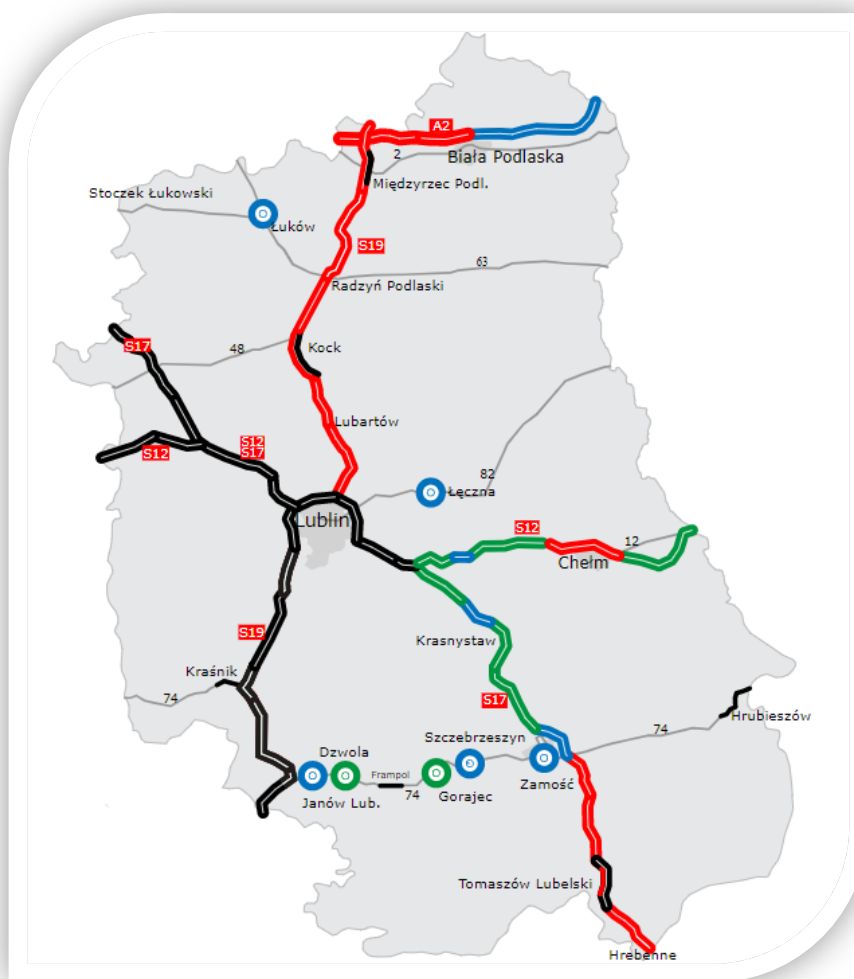 A2
2
Biała Podlaska
Międzyrzec Podl.
Stoczek Łukowski
Łuków
S19
63
Radzyń Podlaski
S17
48
Kock
Lubartów
S12
S17
S12
82
Łęczna
Lublin
S12
12
Chełm
S19
Krasnystaw
Kraśnik
74
S17
Hrubieszów
Szczebrzeszyn
74
Dzwola
Frampol
Zamość
74
Gorajec
Janów Lub.
Tomaszów Lubelski
Hrebenne